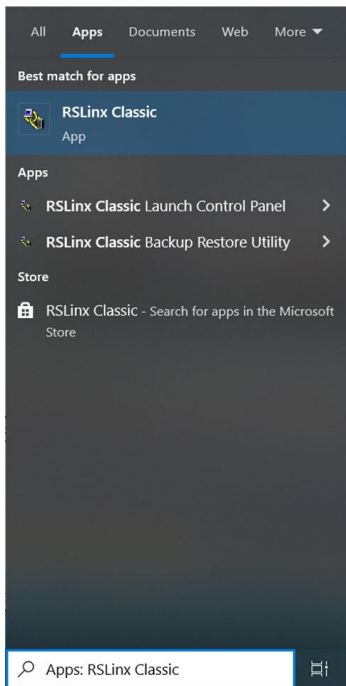 All Apps Documents Web More
Best match for apps
RSLinx Classic
App
Apps
RSLinx Classic Launch Control Panel
RSLinx Classic Backup Restore Utility
Store
RSLinx Classic - Search for apps in the Microsoft
Store
Apps: RSLinx Classic